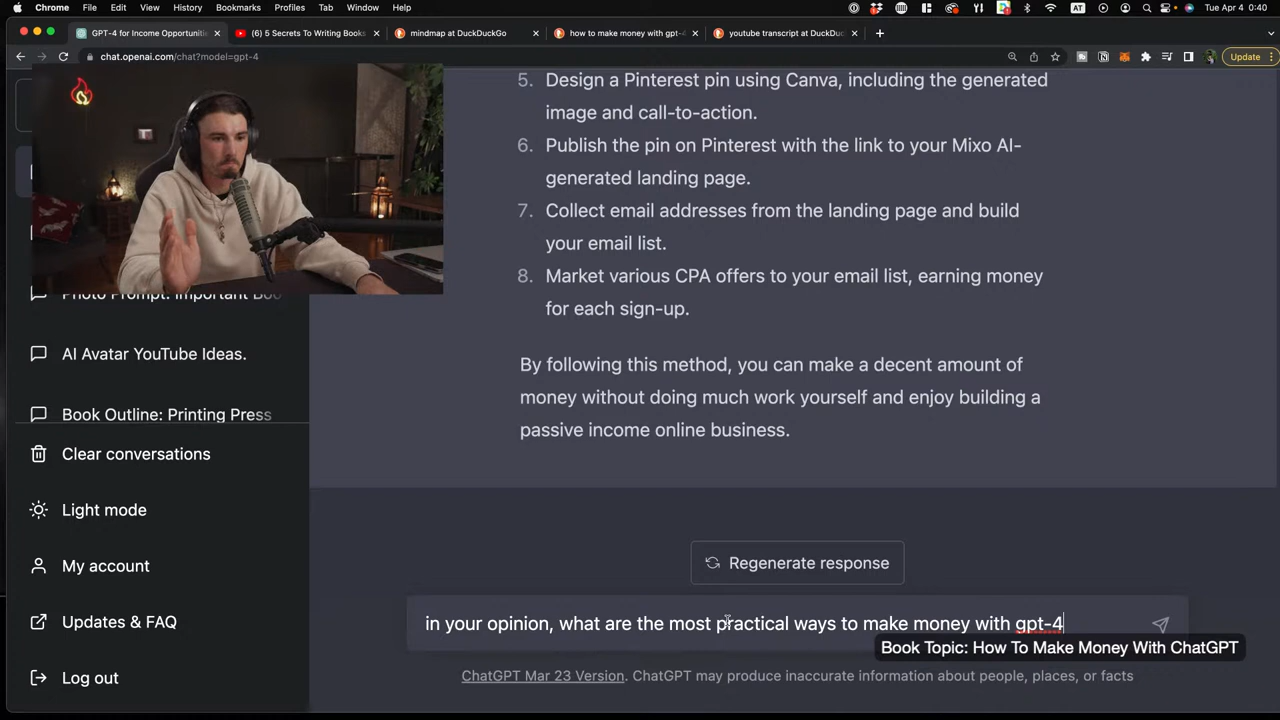 Chrome File Edit View History Bookmarks Profiles Tab Window Help AT Tue Apr 4 0:40
GPT-4 for Income Opportuniti (6) 5 Secrets To Writing Books mindmap at DuckDuckGo how to make money with gpt-4 youtube transcript at DuckDuc
chat.openai.com/chat?model=gpt-4 Update
5. Design a Pinterest pin using Canva, including the generated
image and call-to-action.
6. Publish the pin on Pinterest with the link to your Mixo AI-
generated landing page.
7. Collect email addresses from the landing page and build
your email list.
8. Market various CPA offers to your email list, earning money
for each sign-up.
By following this method, you can make a decent amount of
money without doing much work yourself and enjoy building a
passive income online business.
Photo Prompt: Important Boo
AI Avatar YouTube Ideas.
Book Outline: Printing Press
Clear conversations
Light mode
My account
Updates & FAQ
Log out
Regenerate response
in your opinion, what are the most practical ways to make money with gpt-4
Book Topic: How To Make Money With ChatGPT
ChatGPT Mar 23 Version. ChatGPT may produce inaccurate information about people, places, or facts